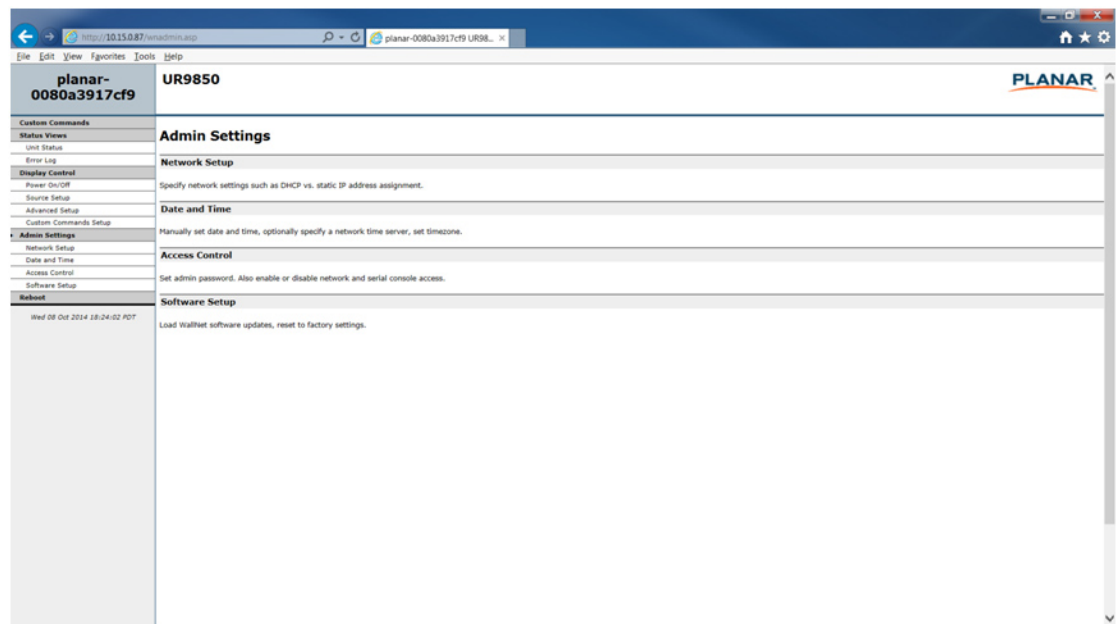 http://10.15.0.87/wnadmin.asp
planar-0080a3917cf9 UR98...
File Edit View Favorites Tools Help
planar-
0080a3917cf9
UR9850
PLANAR
Custom Commands
Status Views
Unit Status
Error Log
Display Control
Power On/Off
Source Setup
Advanced Setup
Custom Commands Setup
Admin Settings
Network Setup
Date and Time
Access Control
Software Setup
Reboot
Wed 08 Oct 2014 18:24:02 PDT
Admin Settings
Network Setup
Specify network settings such as DHCP vs. static IP address assignment.
Date and Time
Manually set date and time, optionally specify a network time server, set timezone.
Access Control
Set admin password. Also enable or disable network and serial console access.
Software Setup
Load WallNet software updates, reset to factory settings.